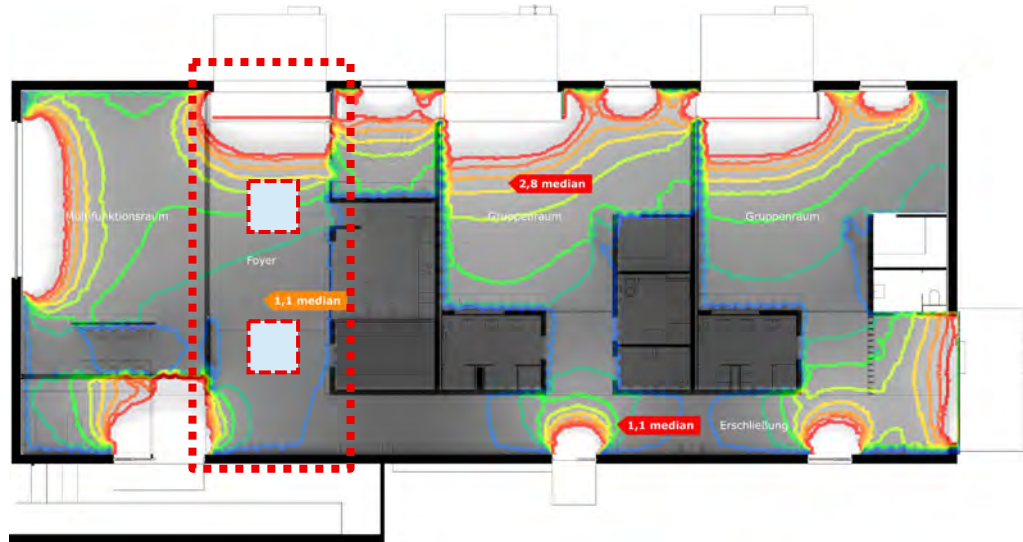 2,8 median
Multifunktionsraum
Gruppenraum
Gruppenraum
Foyer
1,1 median
1,1 median
Erschließung